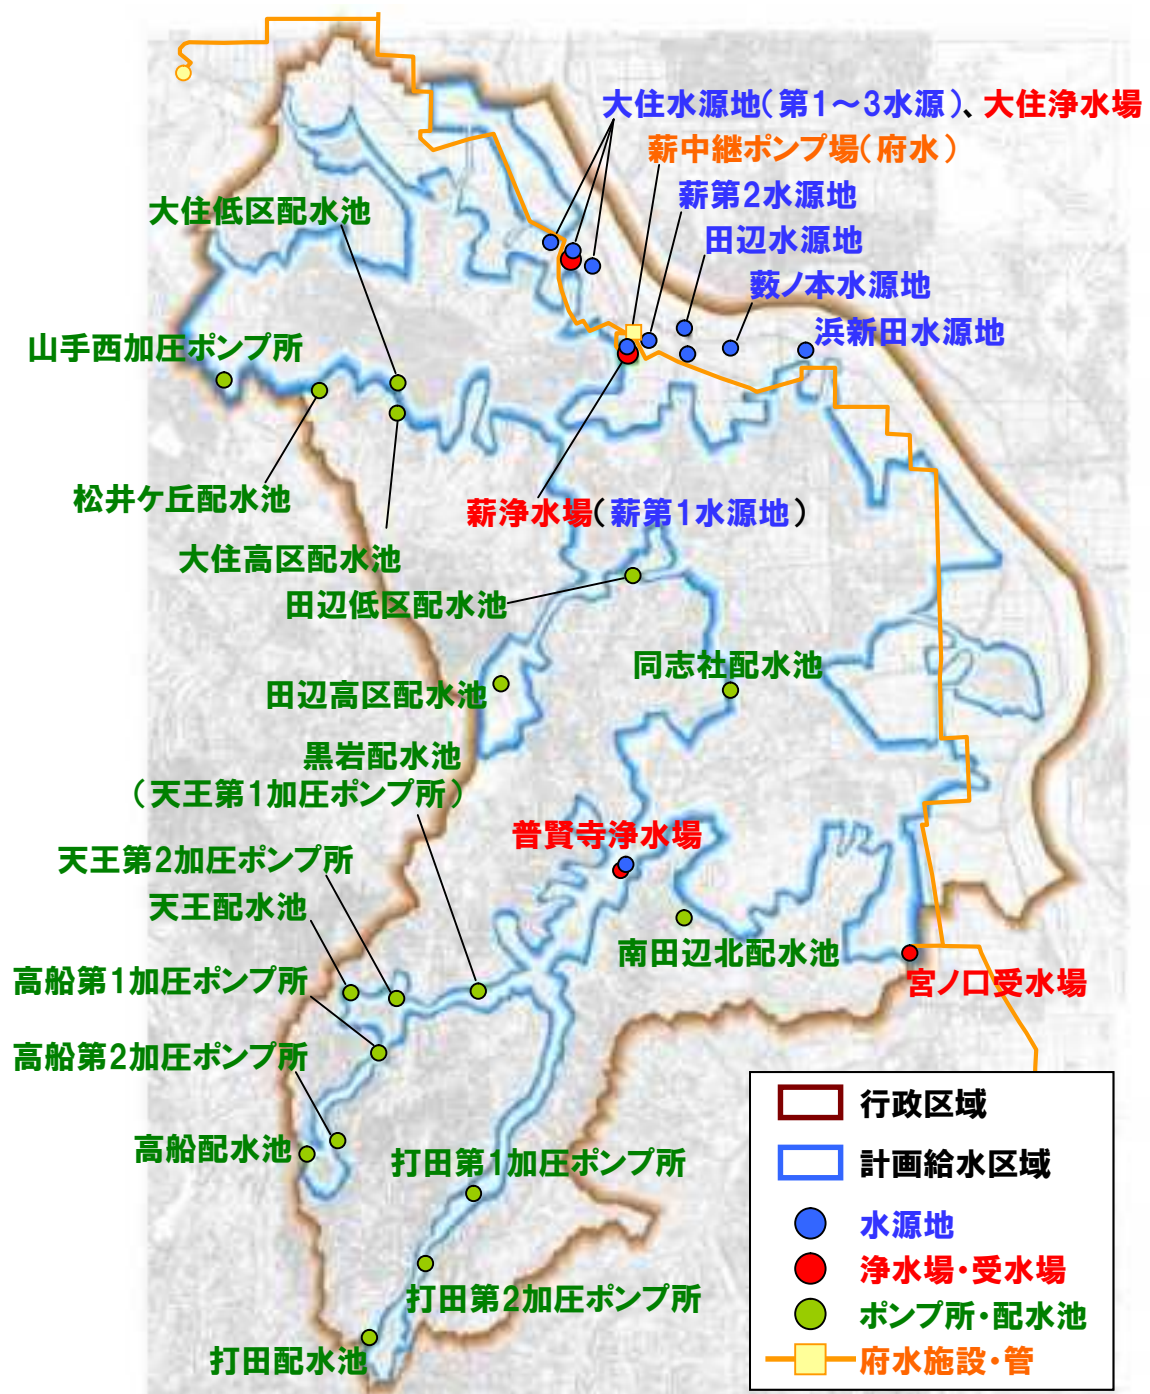 大住水源地(第1～3水源)、大住浄水場
薪中継ポンプ場(府水)
薪第2水源地
大住低区配水池
田辺水源地
薮ノ本水源地
浜新田水源地
山手西加圧ポンプ所
松井ケ丘配水池
薪浄水場(薪第1水源地)
大住高区配水池
田辺低区配水池
同志社配水池
田辺高区配水池
黒岩配水池
(天王第1加圧ポンプ所)
普賢寺浄水場
天王第2加圧ポンプ所
天王配水池
南田辺北配水池
高船第1加圧ポンプ所
宮ノ口受水場
高船第2加圧ポンプ所
高船配水池
打田第1加圧ポンプ所
打田第2加圧ポンプ所
打田配水池
行政区域
計画給水区域
水源地
浄水場・受水場
ポンプ所・配水池
府水施設・管